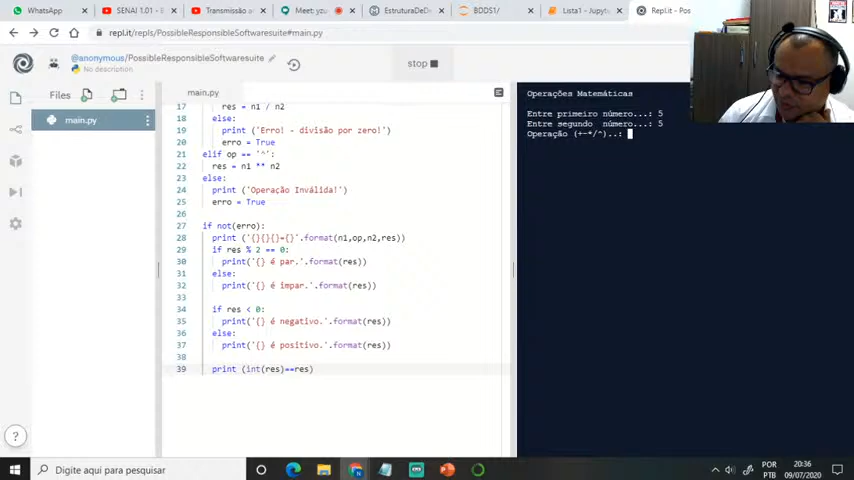 WhatsApp
SENAI 1.01 - E
Transmissão a
Meet: yzu
EstruturaDeD
BDDS1/
Lista1 - Jupyte
Repl.it - Pos
repl.it/repls/PossibleResponsibleSoftwaresuite#main.py
@anonymous/PossibleResponsibleSoftwaresuite
No description
stop
Files
main.py
main.py
17 res = n1 / n2
18 else:
19 print ('Erro! - divisão por zero!')
20 erro = True
21 elif op == '^':
22 res = n1 ** n2
23 else:
24 print ('Operação Inválida!')
25 erro = True
26
27 if not(erro):
28 print ('{}{}{}={}'.format(n1,op,n2,res))
29 if res % 2 == 0:
30 print('{} é par.'.format(res))
31 else:
32 print('{} é impar.'.format(res))
33
34 if res < 0:
35 print('{} é negativo.'.format(res))
36 else:
37 print('{} é positivo.'.format(res))
38
39 print (int(res)==res)
Operações Matemáticas
Entre primeiro número...: 5
Entre segundo número...: 5
Operação (+-*/^)..:
?
Digite aqui para pesquisar
POR
PTB
20:36
09/07/2020